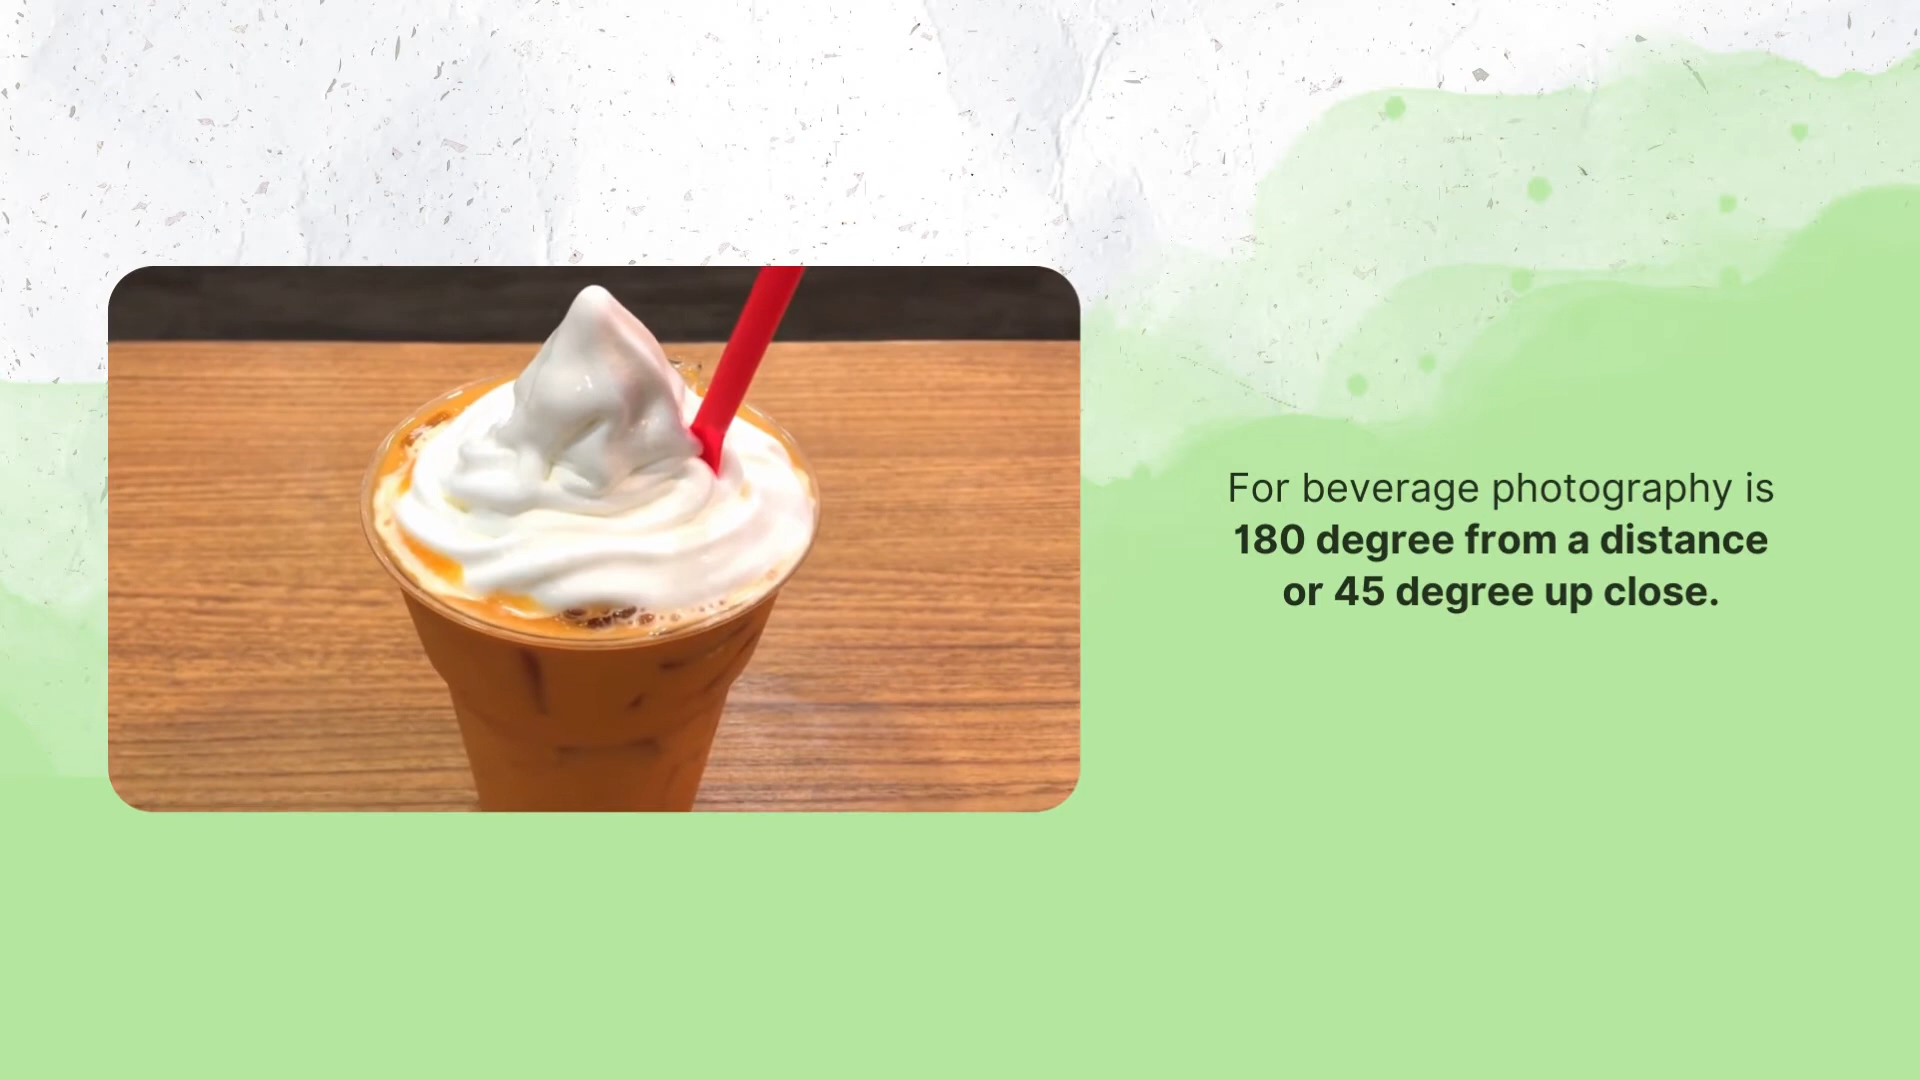 For beverage photography is
180 degree from a distance
or 45 degree up close.